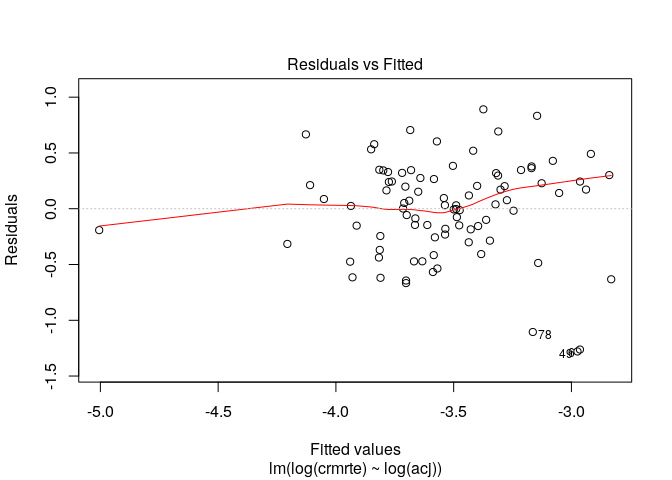 Residuals vs Fitted
1.0
0.5
0.0
-0.5
-1.0
-1.5
Residuals
78
49
-5.0 -4.5 -4.0 -3.5 -3.0
Fitted values
lm(log(crmrte) ~ log(acj))